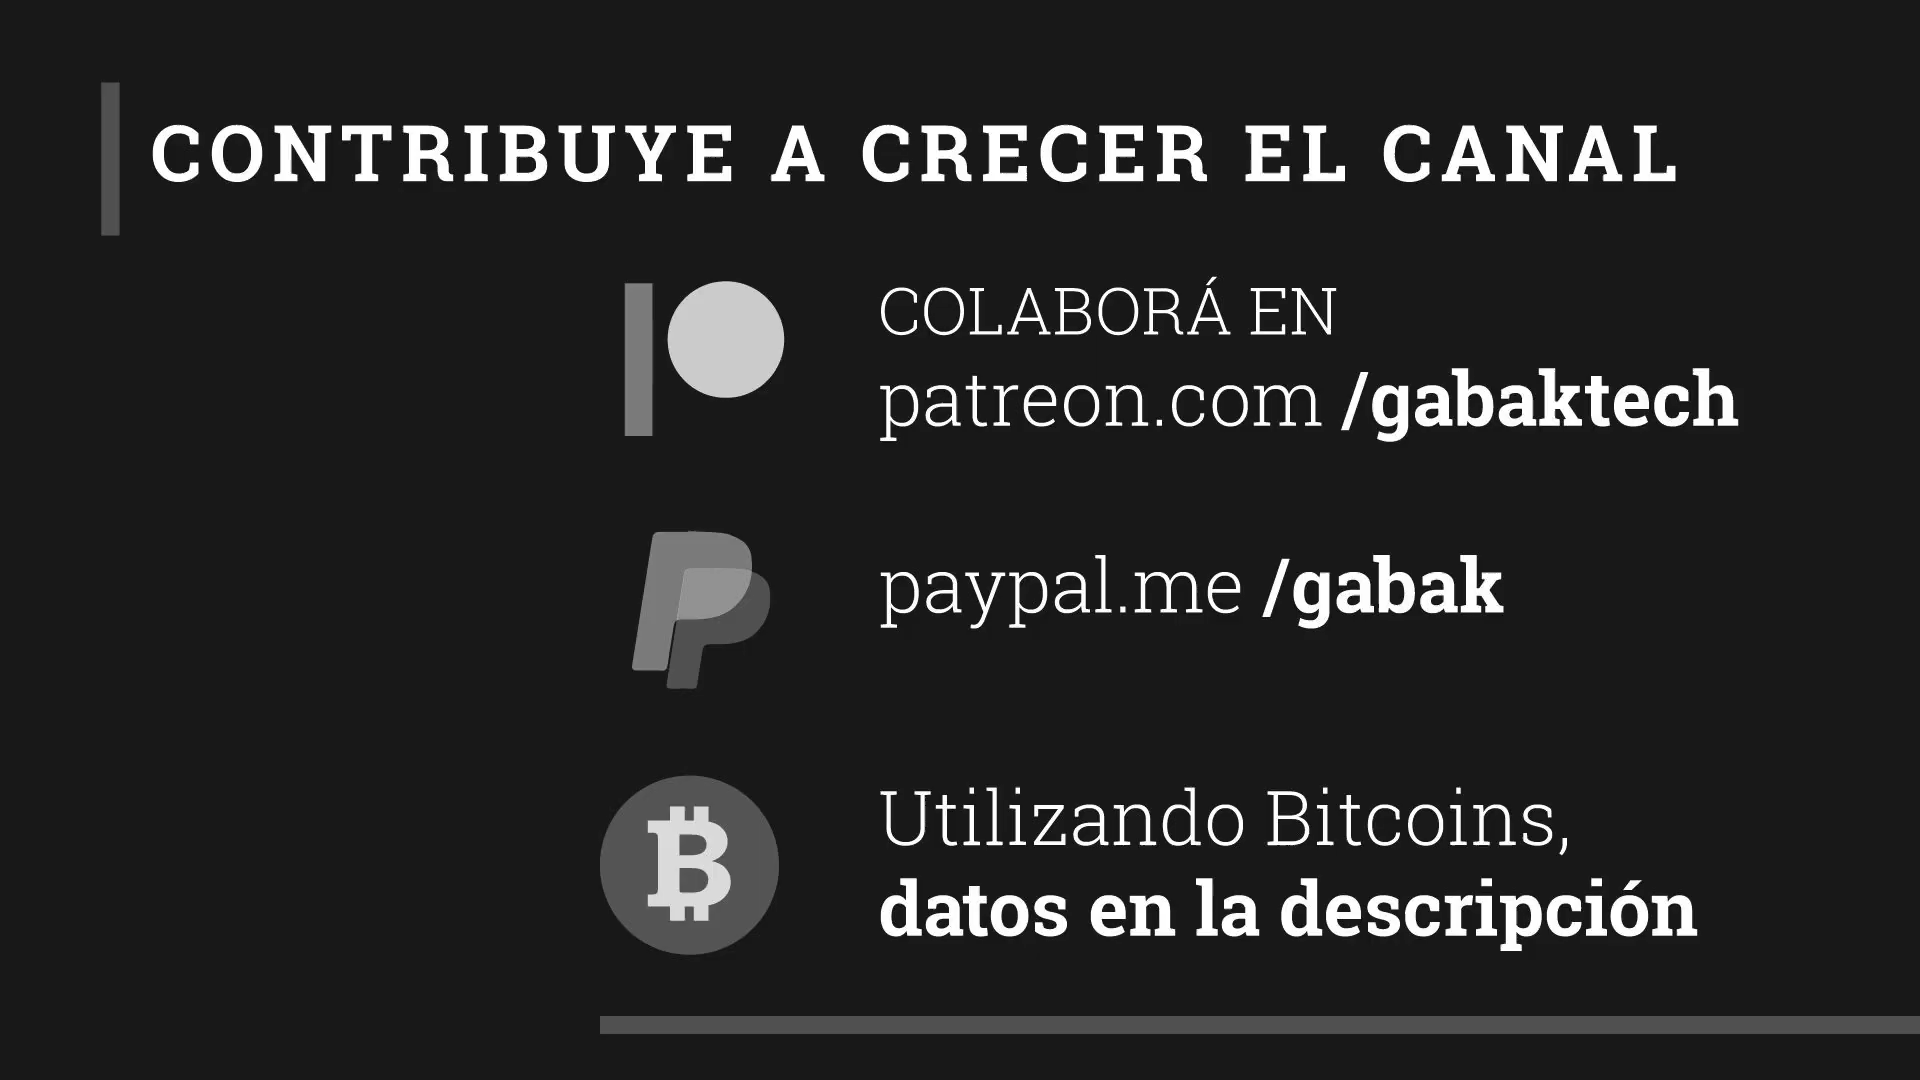 CONTRIBUYE A CRECER EL CANAL
COLABORÁ EN
patreon.com /gabaktech
paypal.me /gabak
Utilizando Bitcoins,
datos en la descripción